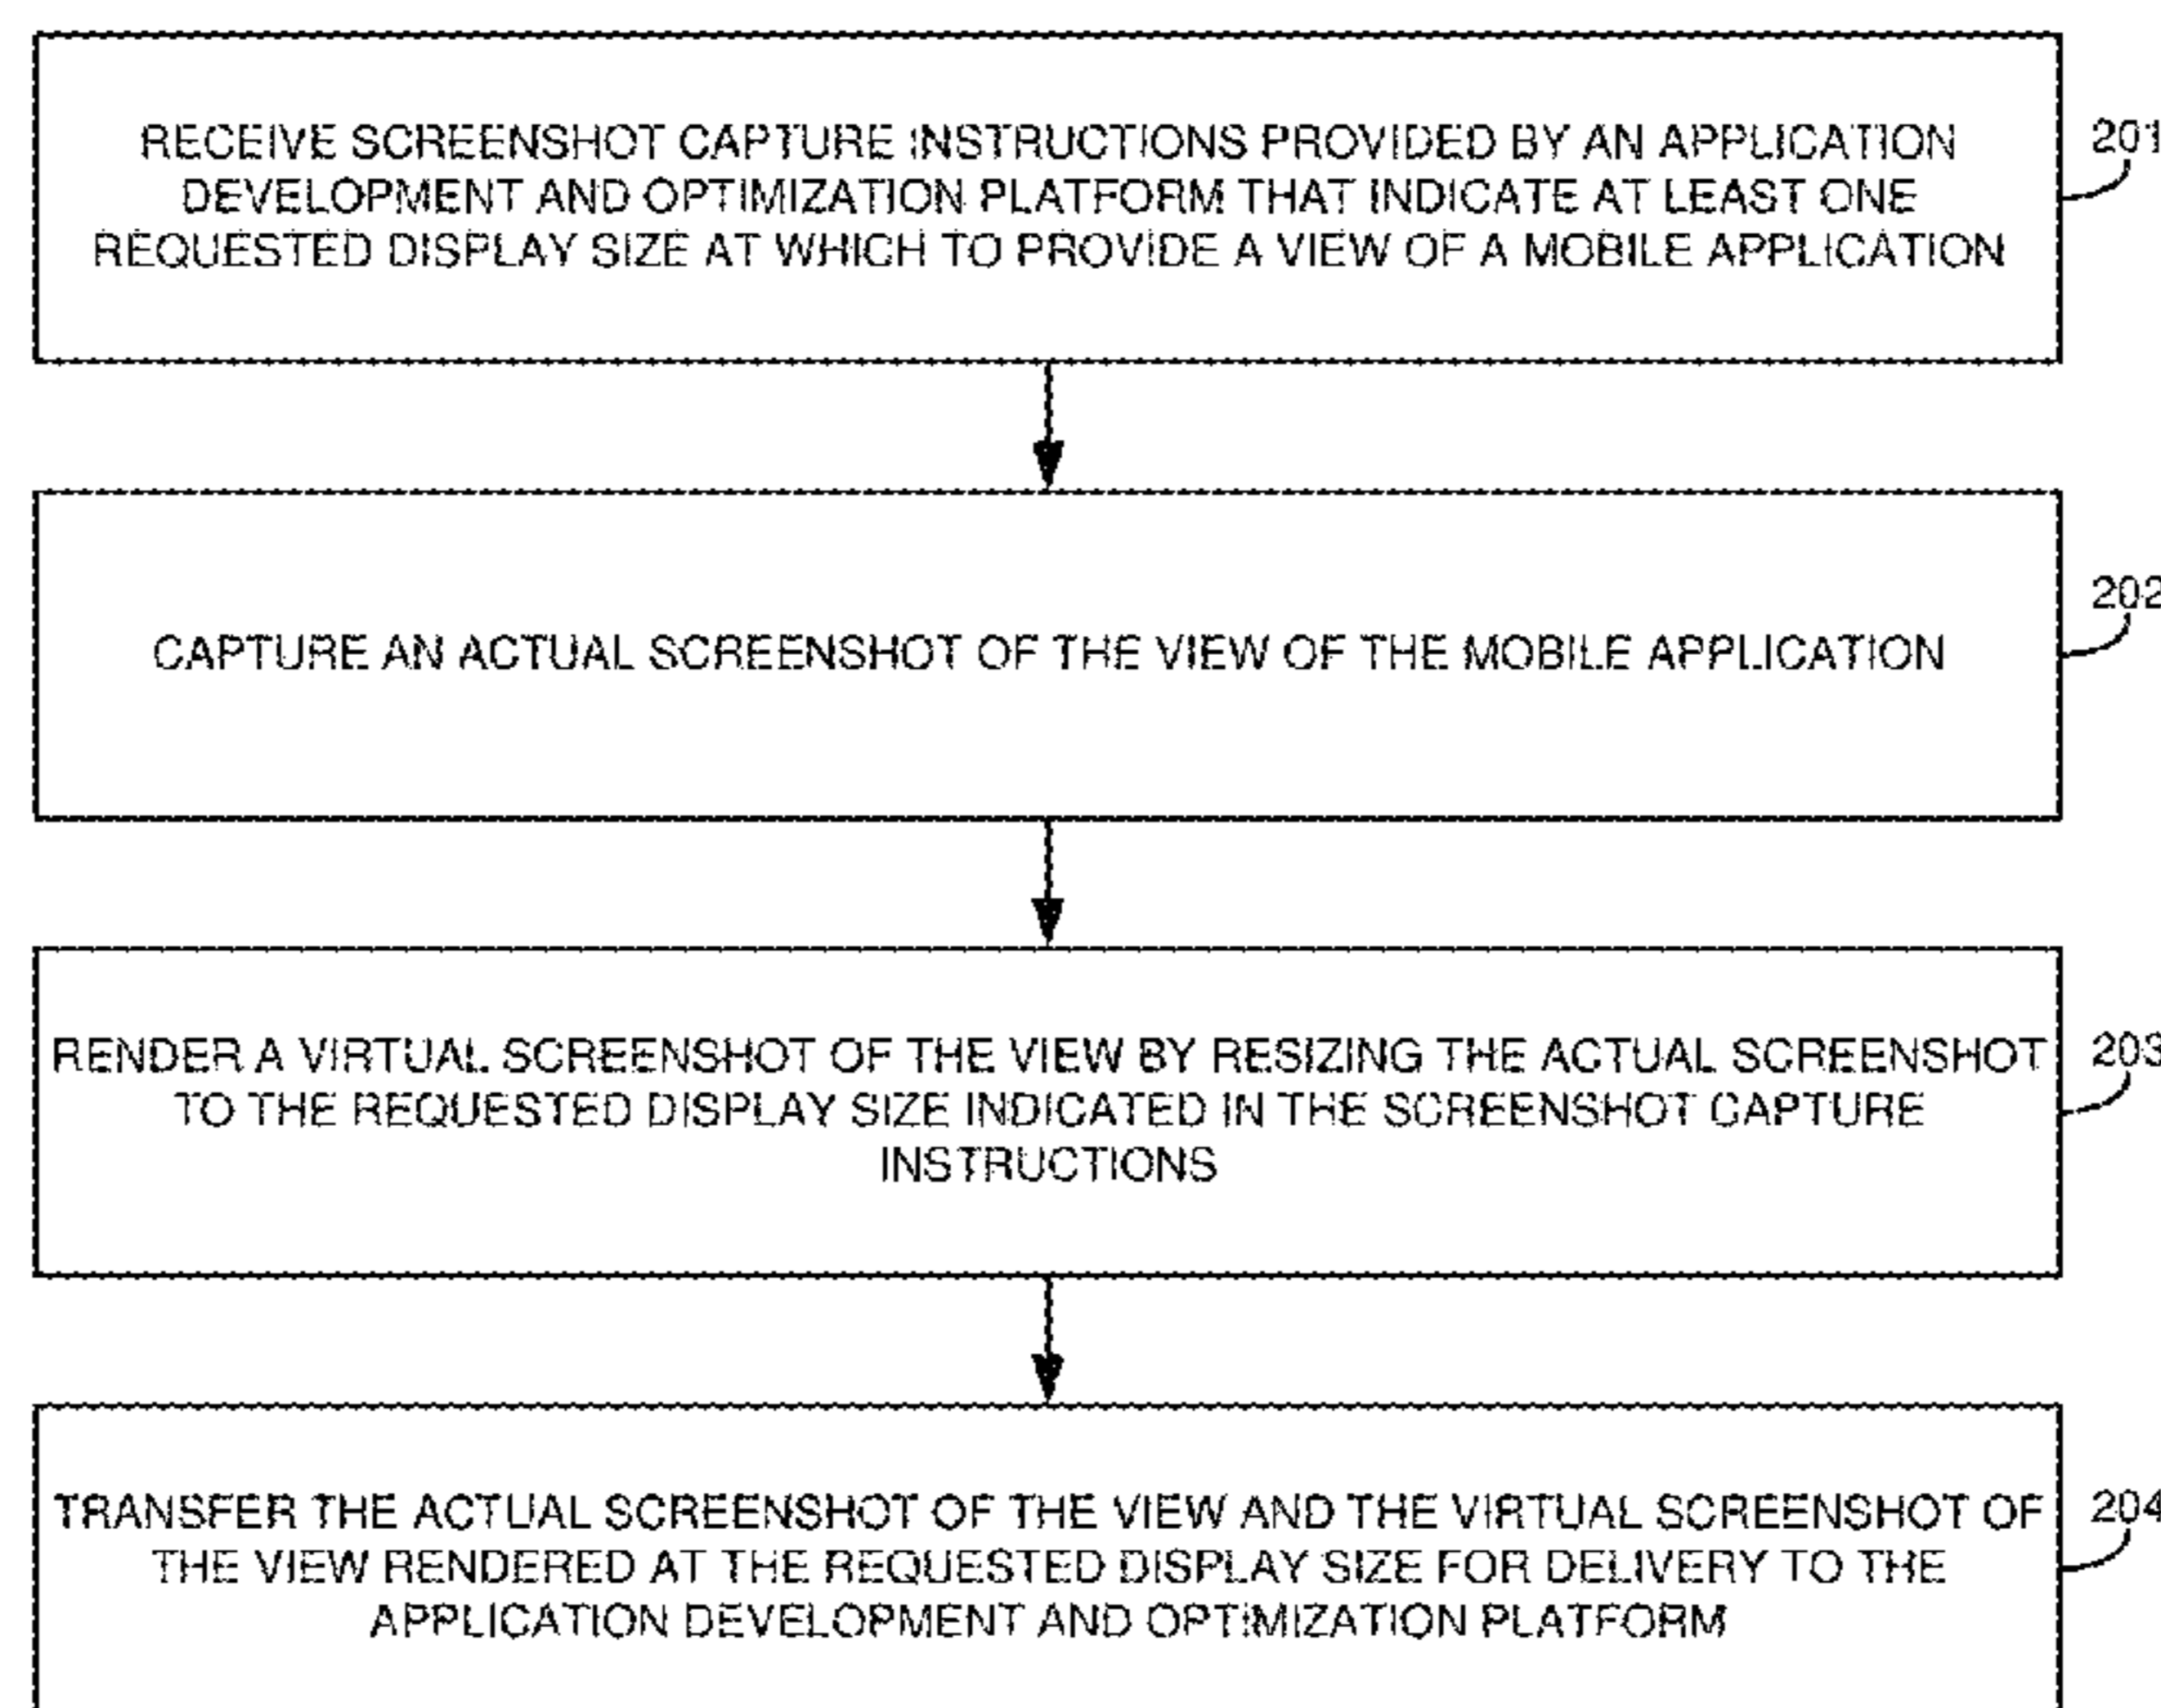 RECEIVE SCREENSHOT CAPTURE INSTRUCTIONS PROVIDED BY AN APPLICATION
DEVELOPMENT AND OPTIMIZATION PLATFORM THAT INDICATE AT LEAST ONE
REQUESTED DISPLAY SIZE AT WHICH TO PROVIDE A VIEW OF A MOBILE APPLICATION
201
CAPTURE AN ACTUAL SCREENSHOT OF THE VIEW OF THE MOBILE APPLICATION
202
RENDER A VIRTUAL SCREENSHOT OF THE VIEW BY RESIZING THE ACTUAL SCREENSHOT
TO THE REQUESTED DISPLAY SIZE INDICATED IN THE SCREENSHOT CAPTURE
INSTRUCTIONS
203
TRANSFER THE ACTUAL SCREENSHOT OF THE VIEW AND THE VIRTUAL SCREENSHOT OF
THE VIEW RENDERED AT THE REQUESTED DISPLAY SIZE FOR DELIVERY TO THE
APPLICATION DEVELOPMENT AND OPTIMIZATION PLATFORM
204